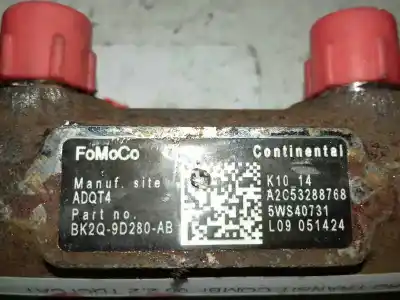 FoMoCo
Continental
Manuf. site
ADQT4
Part no.
BK2Q-9D280-AB
K10 14
A2C53288768
5WS40731
L09 051424